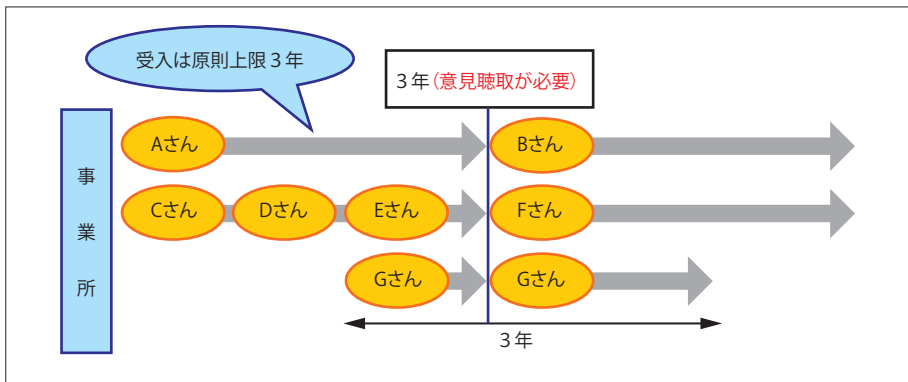 受入は原則上限３年
３年（意見聴取が必要）
事業所
Aさん
Bさん
Cさん
Dさん
Eさん
Fさん
Gさん
Gさん
３年